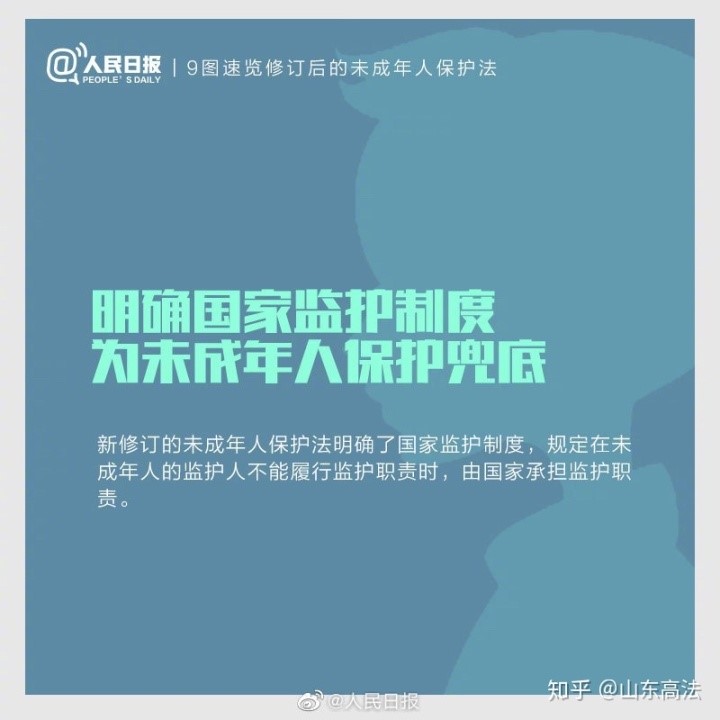 @人民日报 | 9图速览修订后的未成年人保护法
PEOPLE'S DAILY
明确国家监护制度
为未成年人保护兜底
新修订的未成年人保护法明确了国家监护制度，规定在未
成年人的监护人不能履行监护职责时，由国家承担监护职
责。
@人民日报
知乎 @山东高法